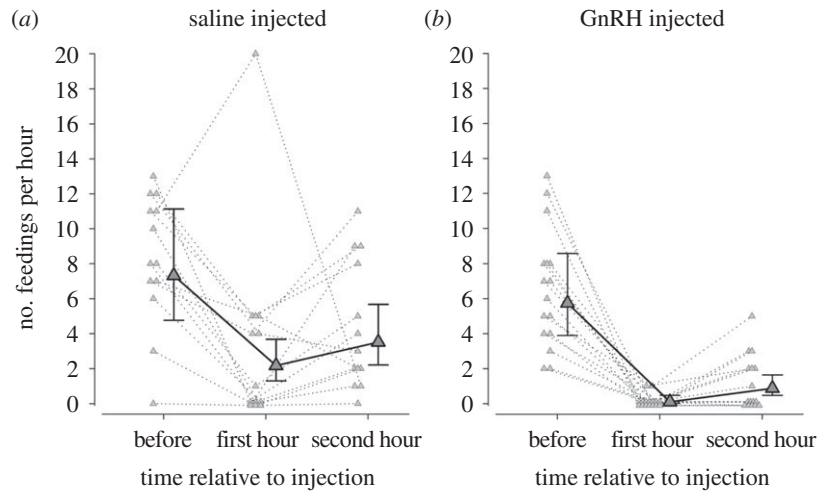 (a) saline injected (b) GnRH injected
no. feedings per hour
20 20
18 18
16 16
14 14
12 12
10 10
8 8
6 6
4 4
2 2
0 0
before first hour second hour before first hour second hour
time relative to injection time relative to injection